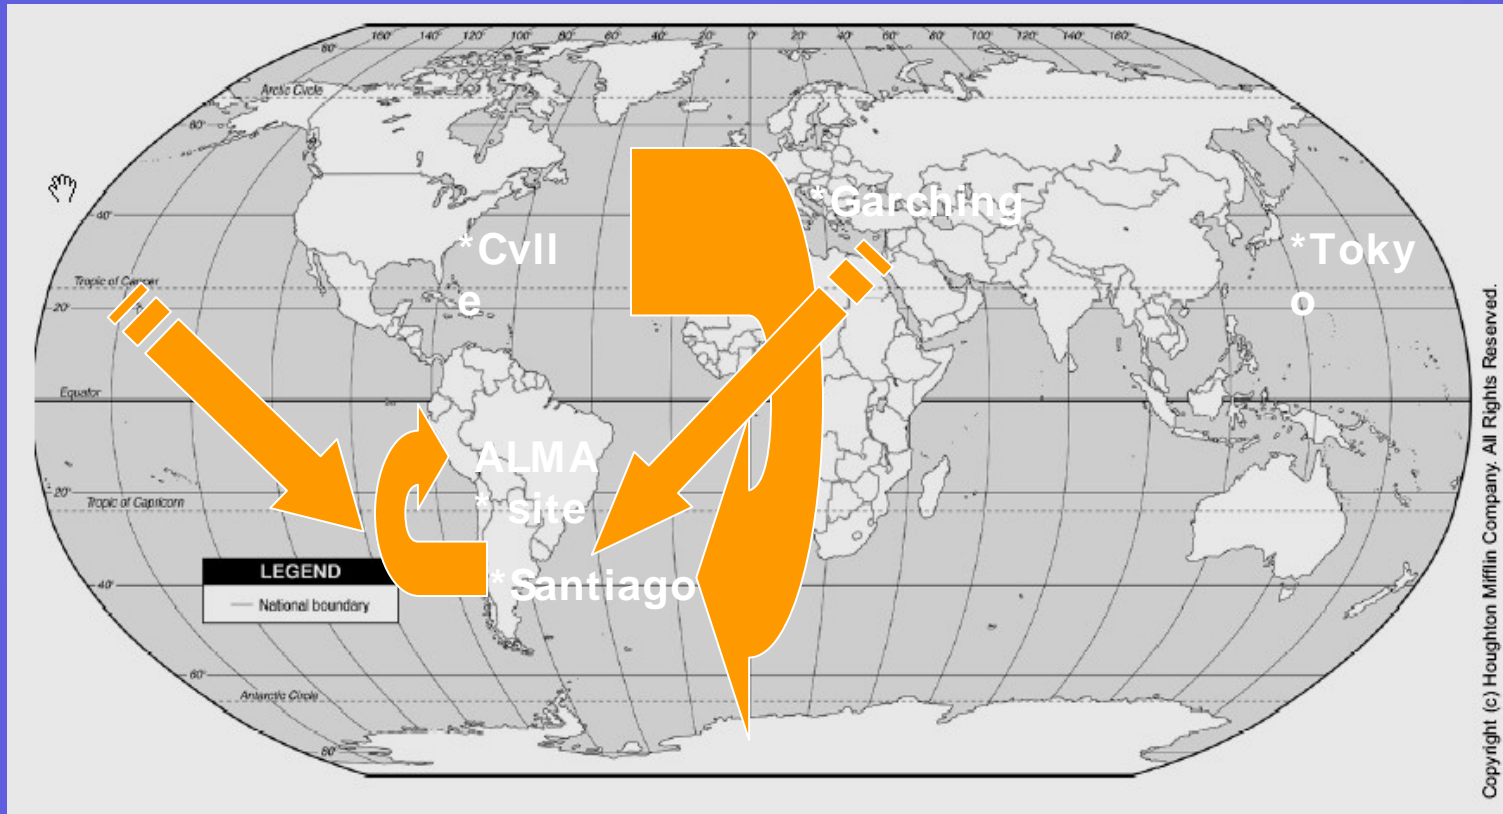 160° 140° 120° 100° 80° 60° 40° 20° 0° 20° 40° 60° 80° 100° 120° 140° 160°
80°
Arctic Circle
60°
*Garching
40°
*Cvll
e
*Toky
o
Tropic of Cancer
20°
Equator
ALMA
* site
20°
Tropic of Capricorn
LEGEND
National boundary
*Santiago
40°
60°
Antarctic Circle
80°
Copyright (c) Houghton Mifflin Company. All Rights Reserved.